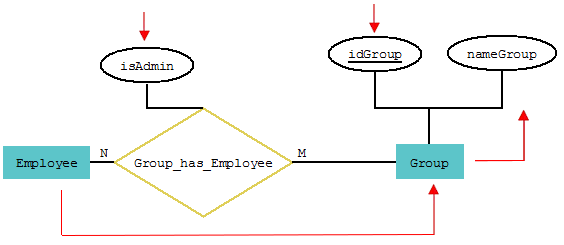 idGroup
nameGroup
isAdmin
Employee
N
Group_has_Employee
M
Group